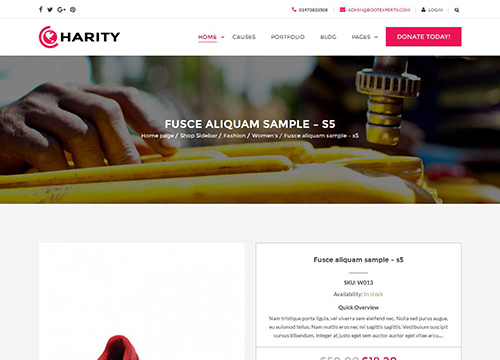 01973833508
ADMIN@BOOTEXPERTS.COM
LOGIN
HARITY
HOME
CAUSES
PORTFOLIO
BLOG
PAGES
DONATE TODAY!
FUSCE ALIQUAM SAMPLE – S5
Home page / Shop Sidebar / Fashion / Women's / Fusce aliquam sample – s5
Fusce aliquam sample – s5
SKU: W013
Availability: In stock
Quick Overview
Nam tristique porta ligula, vel viverra sem eleifend nec. Nulla sed purus augue,
eu euismod tellus. Nam mattis eros nec mi sagittis sagittis. Vestibulum suscipit
cursus bibendum. Integer at justo eget sem auctor auctor eget vitae arcu....